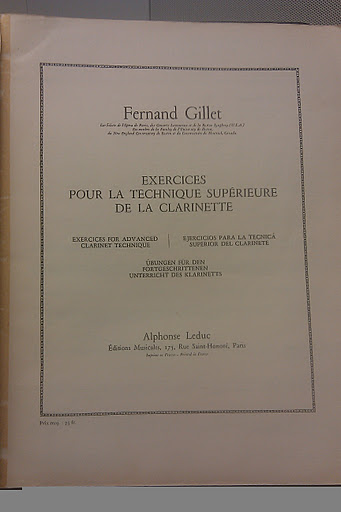 Fernand Gillet
EXERCICES
POUR LA TECHNIQUE SUPÉRIEURE
DE LA CLARINETTE
EXERCICES FOR ADVANCED
CLARINET TECHNIQUE
EJERCICIOS PARA LA TECNICA
SUPERIOR DEL CLARINETE
ÜBUNGEN FÜR DEN
FORTGESCHRITTENEN
UNTERRICHT DES KLARINETTS
Alphonse Leduc
Éditions Musicales, 175, Rue Saint-Honoré, Paris